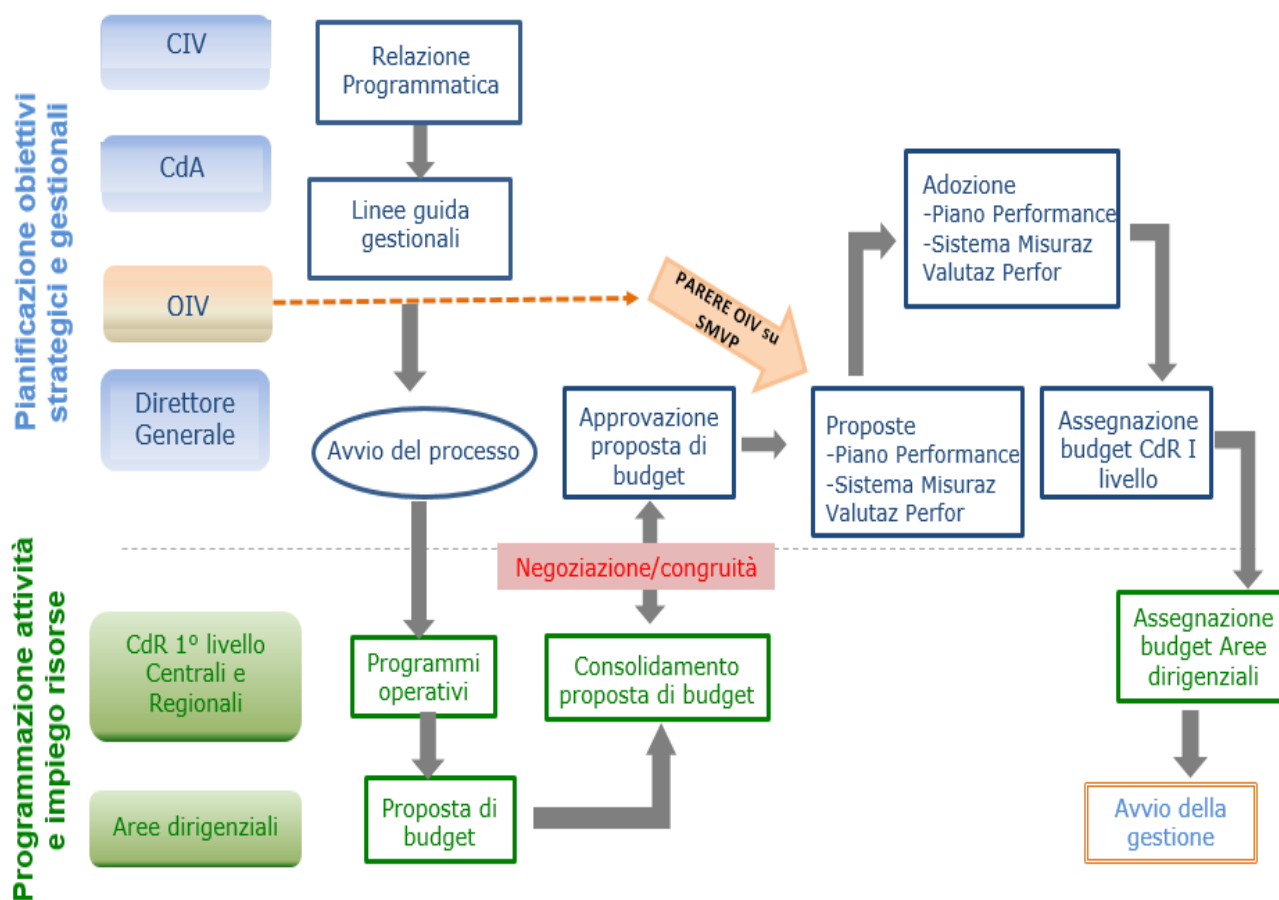 Pianificazione obiettivi
strategici e gestionali
CIV
Relazione
Programmatica
CdA
Linee guida
gestionali
Adozione
-Piano Performance
-Sistema Misuraz
Valutaz Perfor
OIV
PARERE OIV su
SMVP
Direttore
Generale
Avvio del processo
Approvazione
proposta di
budget
Proposte
-Piano Performance
-Sistema Misuraz
Valutaz Perfor
Assegnazione
budget CdR I
livello
Negoziazione/congruità
Programmazione attività
e impiego risorse
CdR 1° livello
Centrali e
Regionali
Programmi
operativi
Consolidamento
proposta di budget
Assegnazione
budget Aree
dirigenziali
Aree dirigenziali
Proposta di
budget
Avvio della
gestione